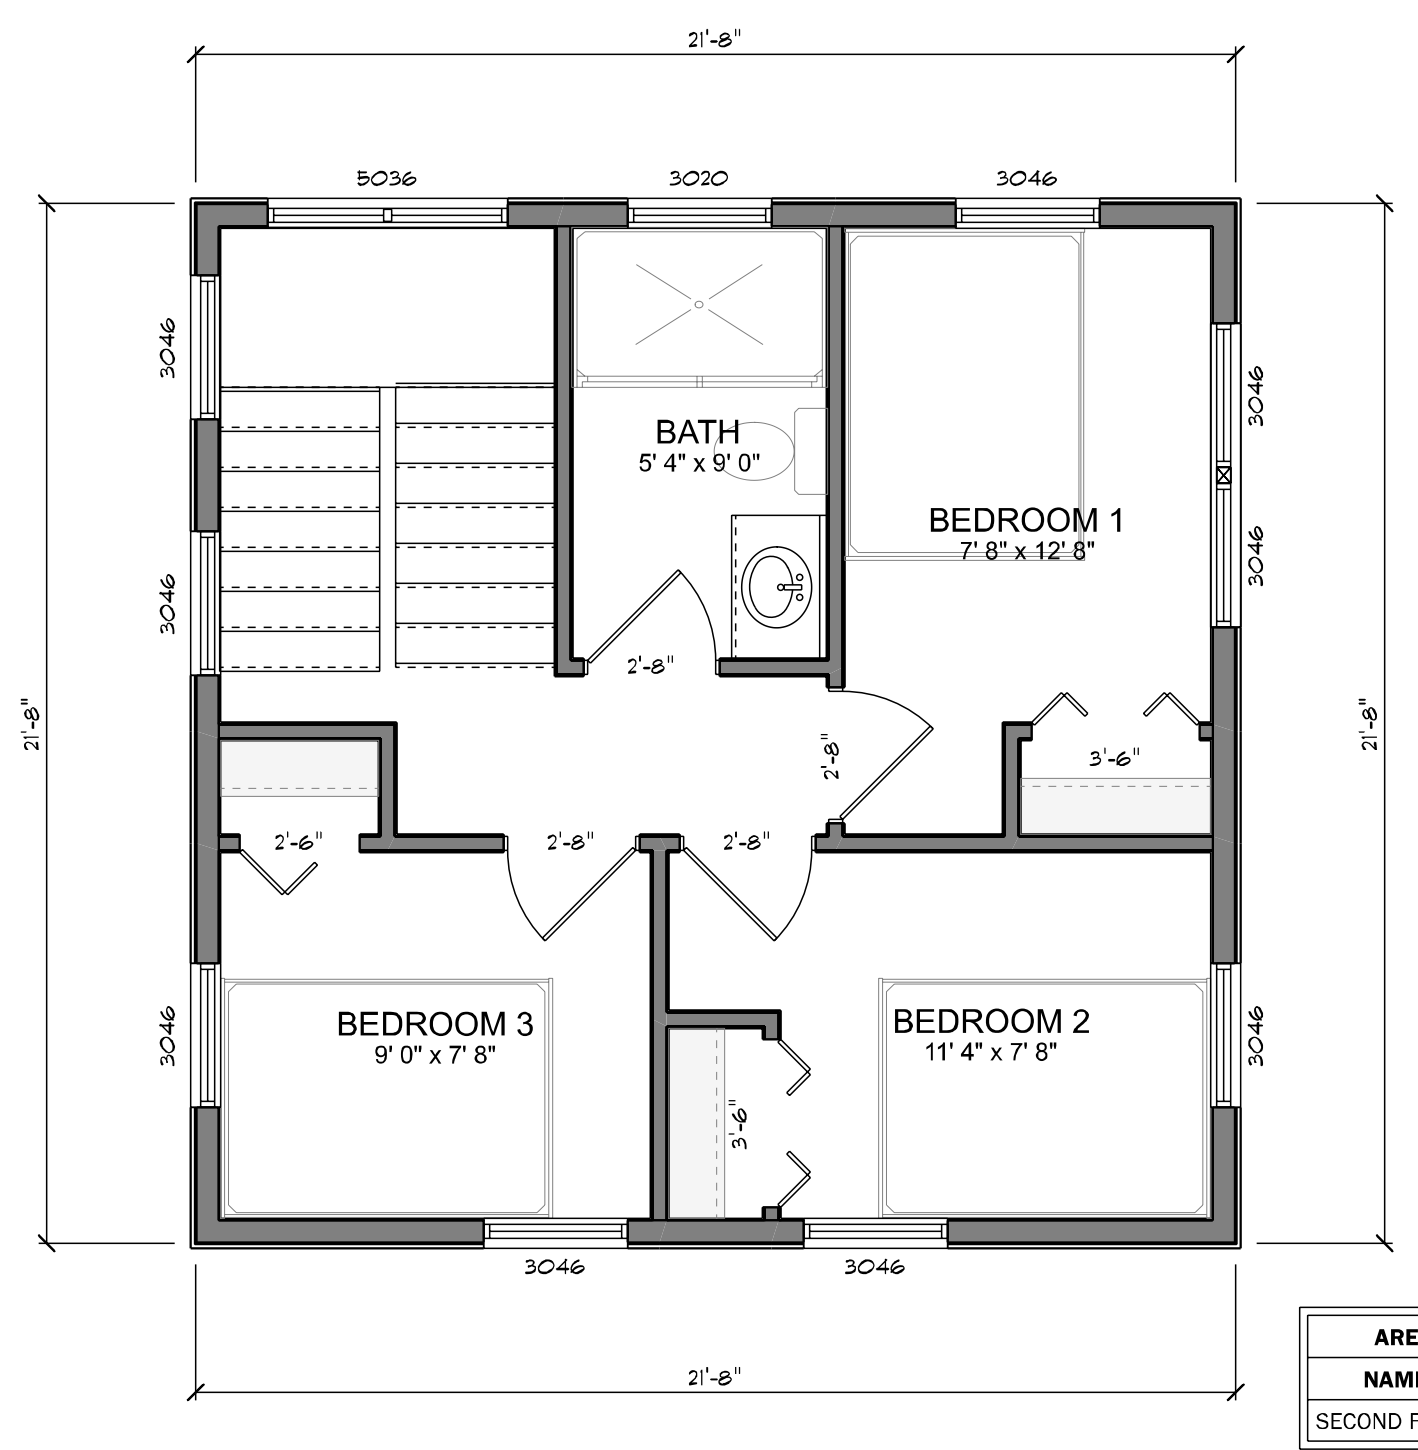 21'-8"
5036
3020
3046
3046
3046
BATH
5' 4" x 9' 0"
BEDROOM 1
7' 8" x 12' 8"
3046
3046
2'-8"
21'-8"
2'-8"
3'-6"
21'-8"
2'-6"
2'-8"
2'-8"
BEDROOM 3
9' 0" x 7' 8"
BEDROOM 2
11' 4" x 7' 8"
3046
3046
3'-6"
3046
3046
21'-8"
ARE
NAM
SECOND F